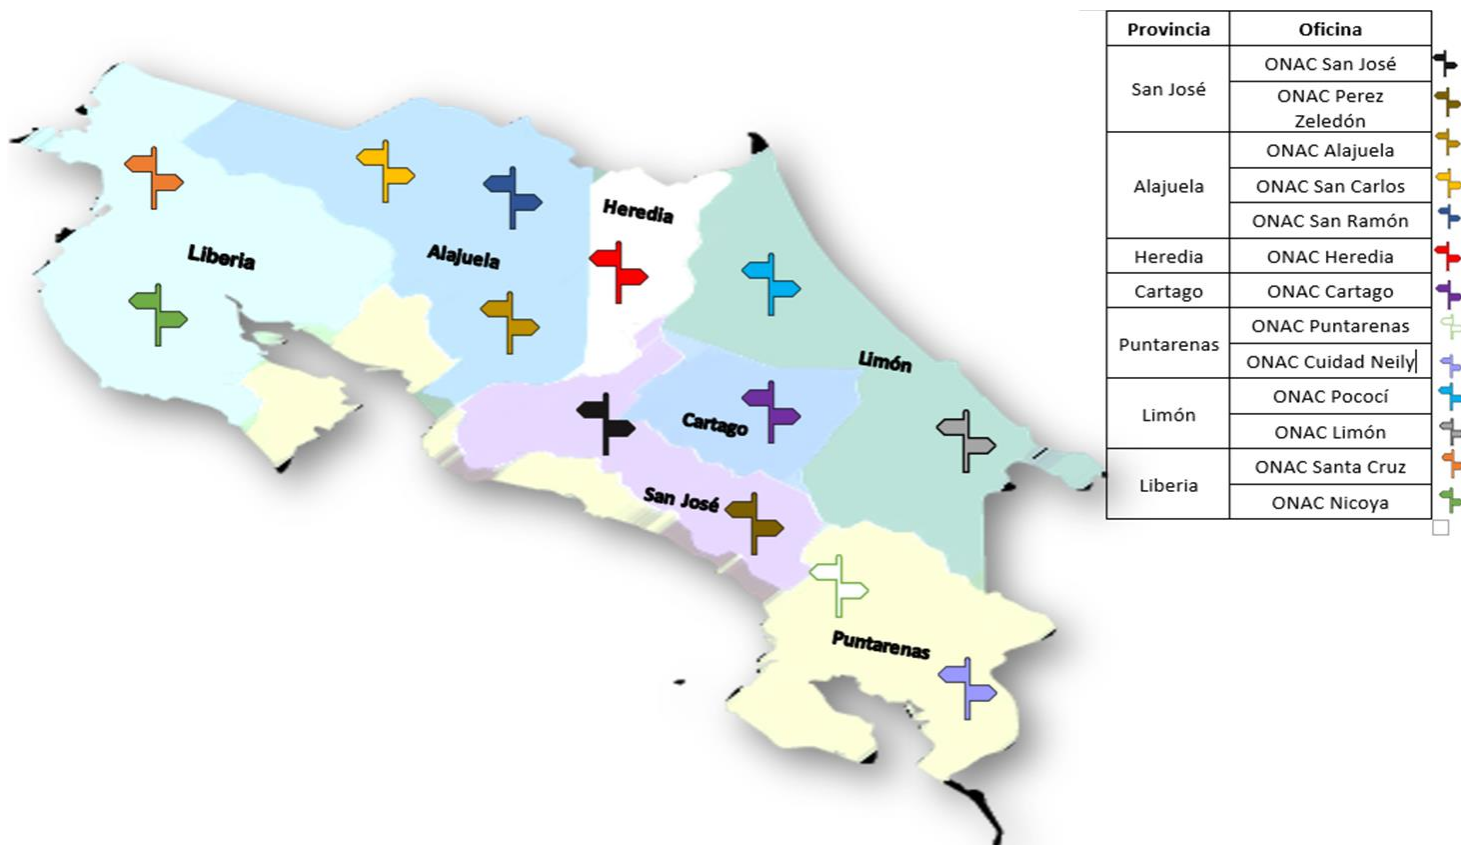 Provincia Oficina
San José
ONAC San José
ONAC Perez
Zeledón
Alajuela
ONAC Alajuela
ONAC San Carlos
ONAC San Ramón
Heredia
ONAC Heredia
Cartago
ONAC Cartago
Puntarenas
ONAC Puntarenas
ONAC Cuidad Neily
Limón
ONAC Pococí
ONAC Limón
Liberia
ONAC Santa Cruz
ONAC Nicoya
Heredia
Liberia
Alajuela
Limón
Cartago
San José
Puntarenas